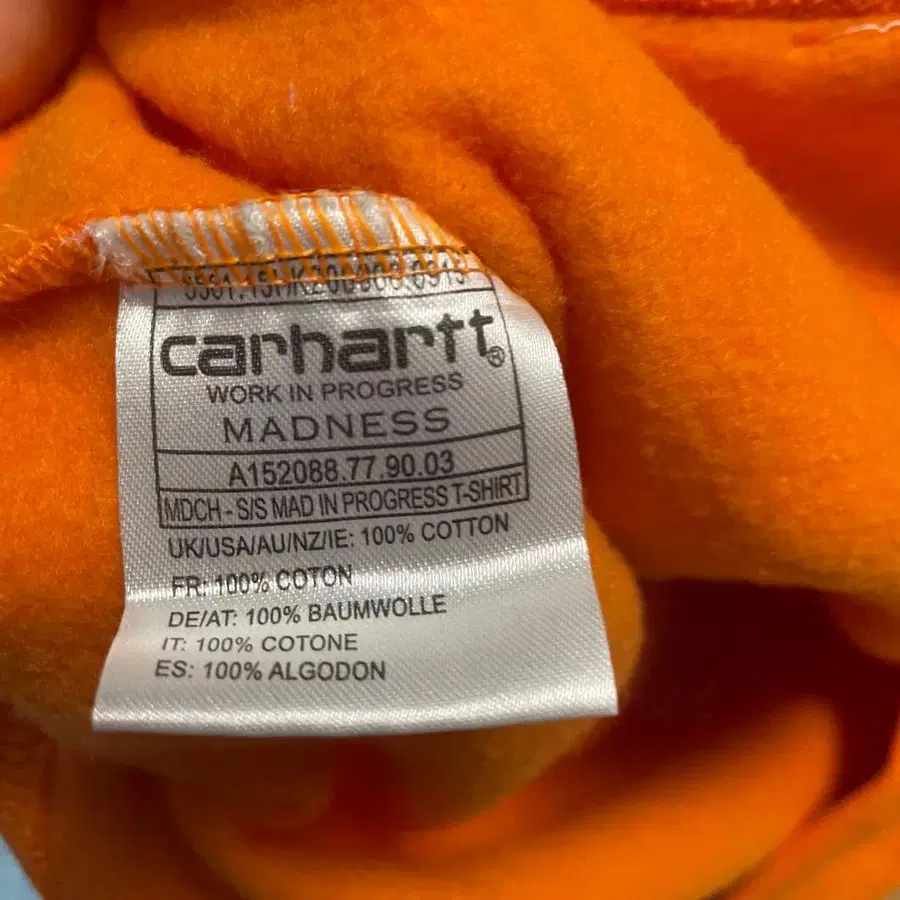 carhartt®
WORK IN PROGRESS
MADNESS
A152088.77.90.03
MDCH - S/S MAD IN PROGRESS T-SHIRT
UK/USA/AU/NZ/IE: 100% COTTON
FR: 100% COTON
DE/AT: 100% BAUMWOLLE
IT: 100% COTONE
ES: 100% ALGODON